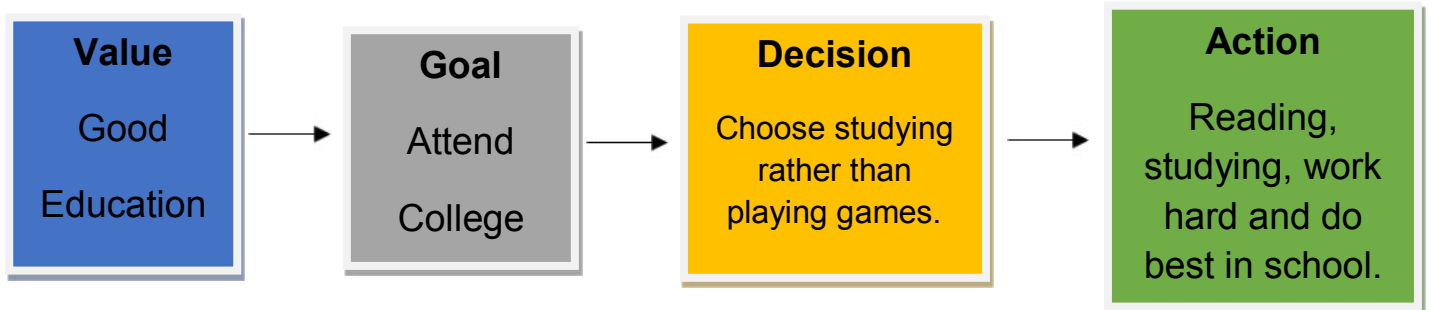 Value
Good
Education
Goal
Attend
College
Decision
Choose studying
rather than
playing games.
Action
Reading,
studying, work
hard and do
best in school.